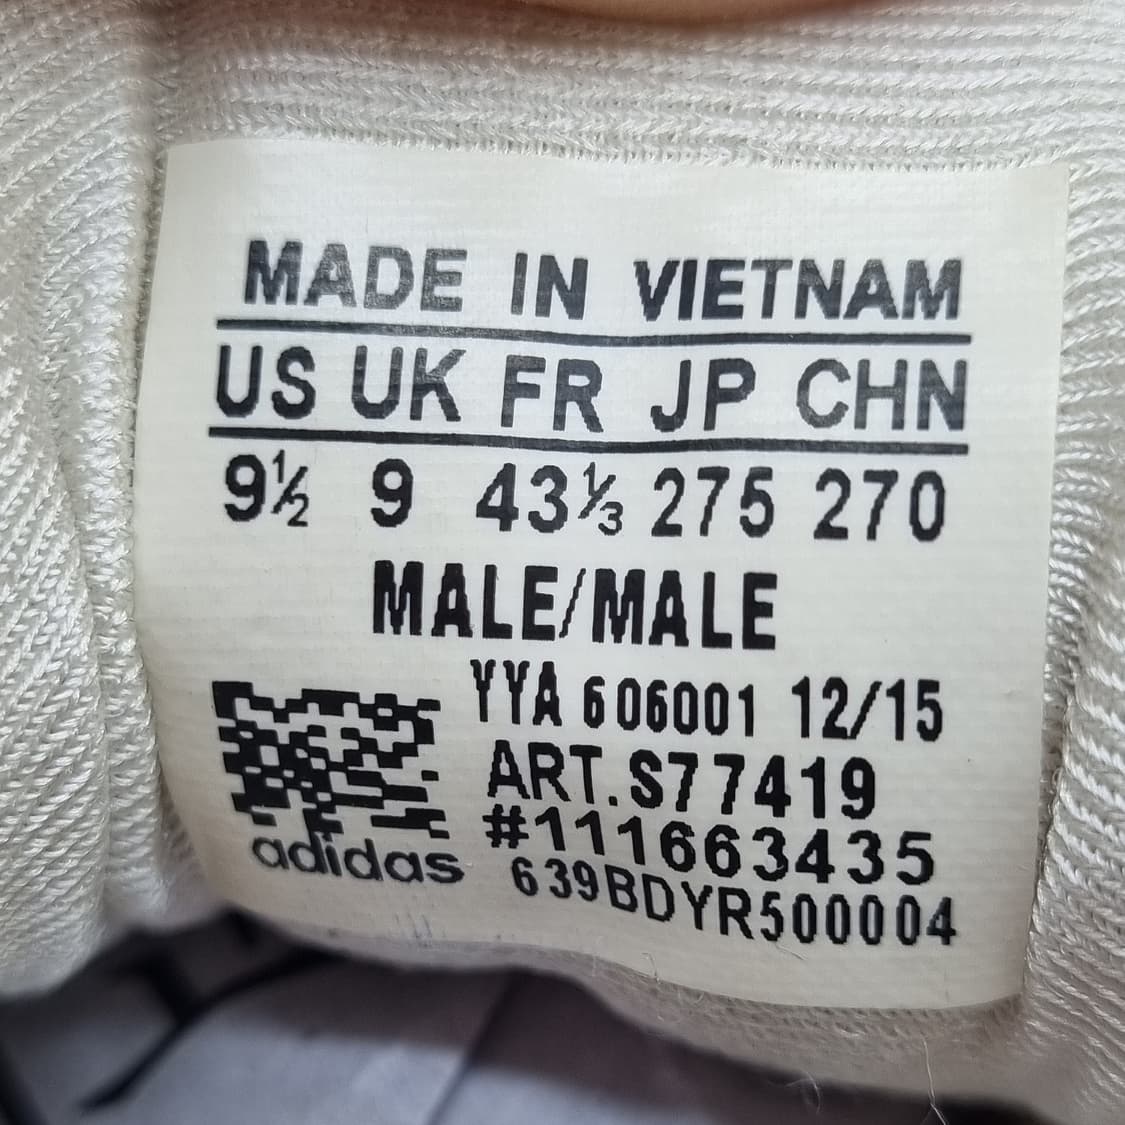 MADE IN VIETNAM
US UK FR JP CHN
9½ 9 43⅓ 275 270
MALE/MALE
YYA 606001 12/15
ART.S77419
#111663435
adidas 639BDYR500004